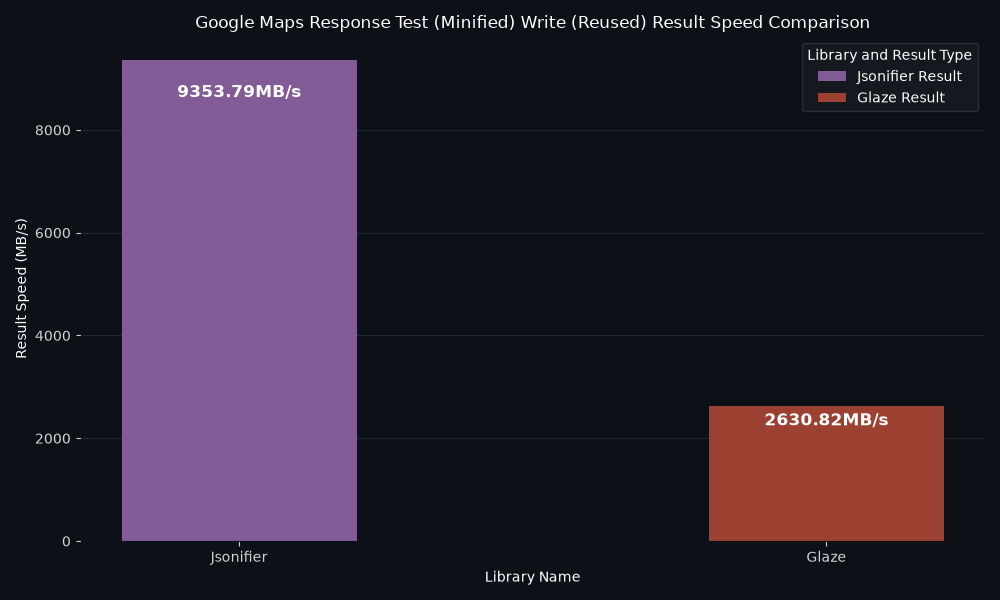 Google Maps Response Test (Minified) Write (Reused) Result Speed Comparison
Library and Result Type
Jsonifier Result
Glaze Result
9353.79MB/s
2630.82MB/s
8000
6000
4000
2000
0
Result Speed (MB/s)
Jsonifier
Glaze
Library Name